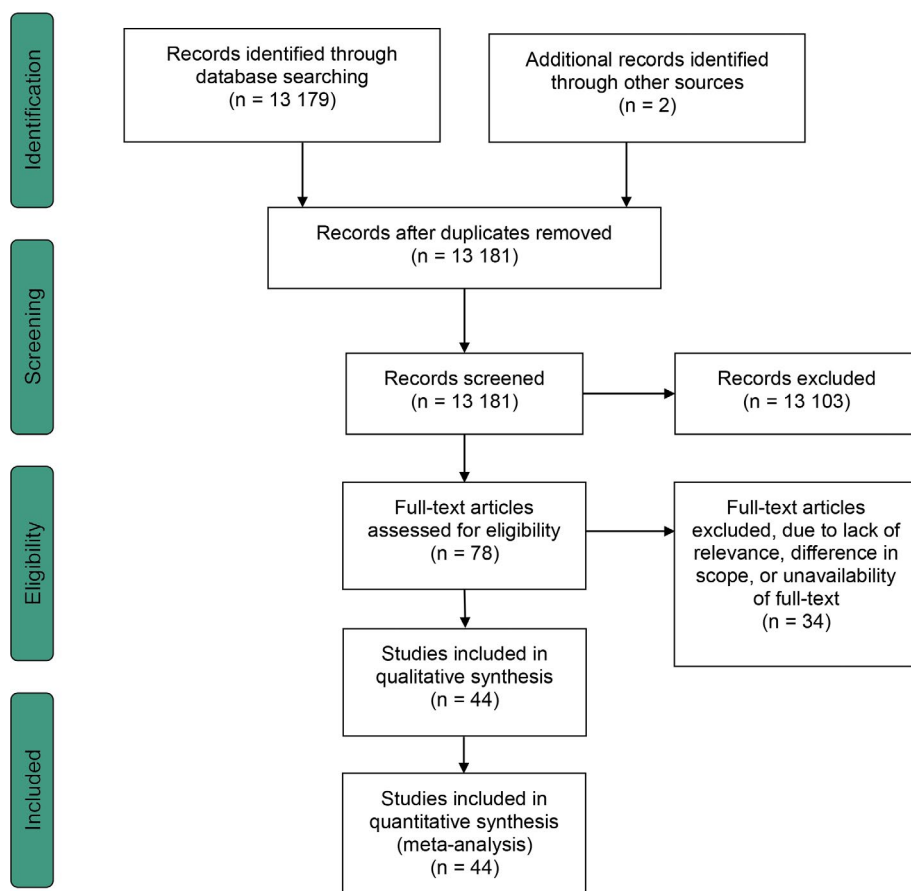 Identification
Records identified through
database searching
(n = 13 179)
Additional records identified
through other sources
(n = 2)
Records after duplicates removed
(n = 13 181)
Screening
Records screened
(n = 13 181)
Records excluded
(n = 13 103)
Eligibility
Full-text articles
assessed for eligibility
(n = 78)
Full-text articles
excluded, due to lack of
relevance, difference in
scope, or unavailability
of full-text
(n = 34)
Studies included in
qualitative synthesis
(n = 44)
Included
Studies included in
quantitative synthesis
(meta-analysis)
(n = 44)